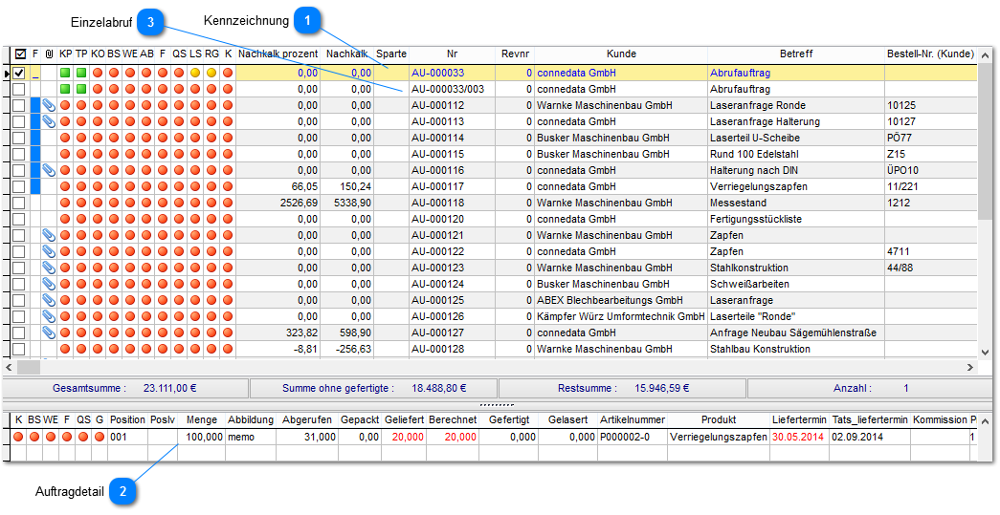 Einzelabruf 3 Kennzeichnung 1
F KP TP KO BS WE AB F QS LS RG K Nachkalk prozent Nachkalk. Sparte Nr Revnr Kunde Betreff Bestell-Nr. (Kunde)
_ 0,00 0,00 AU-000033 0 connedata GmbH Abrufauftrag
0,00 0,00 AU-000033/003 0 connedata GmbH Abrufauftrag
0,00 0,00 AU-000112 0 Warnke Maschinenbau GmbH Laseranfrage Ronde 10125
0,00 0,00 AU-000113 0 connedata GmbH Laseranfrage Halterung 10127
0,00 0,00 AU-000114 0 Busker Maschinenbau GmbH Laserteil U-Scheibe PÖ77
0,00 0,00 AU-000115 0 Busker Maschinenbau GmbH Rund 100 Edelstahl Z15
0,00 0,00 AU-000116 0 connedata GmbH Halterung nach DIN ÜPO10
66,05 150,24 AU-000117 0 connedata GmbH Verriegelungszapfen 11/221
2526,69 5338,90 AU-000118 0 Warnke Maschinenbau GmbH Messestand 1212
0,00 0,00 AU-000120 0 connedata GmbH Fertigungsstückliste
0,00 0,00 AU-000121 0 Warnke Maschinenbau GmbH Zapfen
0,00 0,00 AU-000122 0 connedata GmbH Zapfen 4711
0,00 0,00 AU-000123 0 Warnke Maschinenbau GmbH Stahlkonstruktion 44/88
0,00 0,00 AU-000124 0 Busker Maschinenbau GmbH Schweißarbeiten
0,00 0,00 AU-000125 0 ABEX Blechbearbeitungs GmbH Laseranfrage
0,00 0,00 AU-000126 0 Kämpfer Würz Umformtechnik GmbH Laserteile "Ronde"
323,82 598,90 AU-000127 0 connedata GmbH Anfrage Neubau Sägemühlenstraße
-8,81 -256,63 AU-000128 0 Warnke Maschinenbau GmbH Stahlbau Konstruktion
Gesamtsumme : 23.111,00 € Summe ohne gefertigte : 18.488,80 € Restsumme : 15.946,59 € Anzahl : 1
K BS WE F QS G Position Poslv Menge Abbildung Abgerufen Gepackt Geliefert Berechnet Gefertigt Gelasert Artikelnummer Produkt Liefertermin Tats_liefertermin Kommission P
001 100,000 memo 31,000 0,00 20,000 20,000 0,000 0,000 P000002-0 Verriegelungszapfen 30.05.2014 02.09.2014 1
Auftragdetail 2